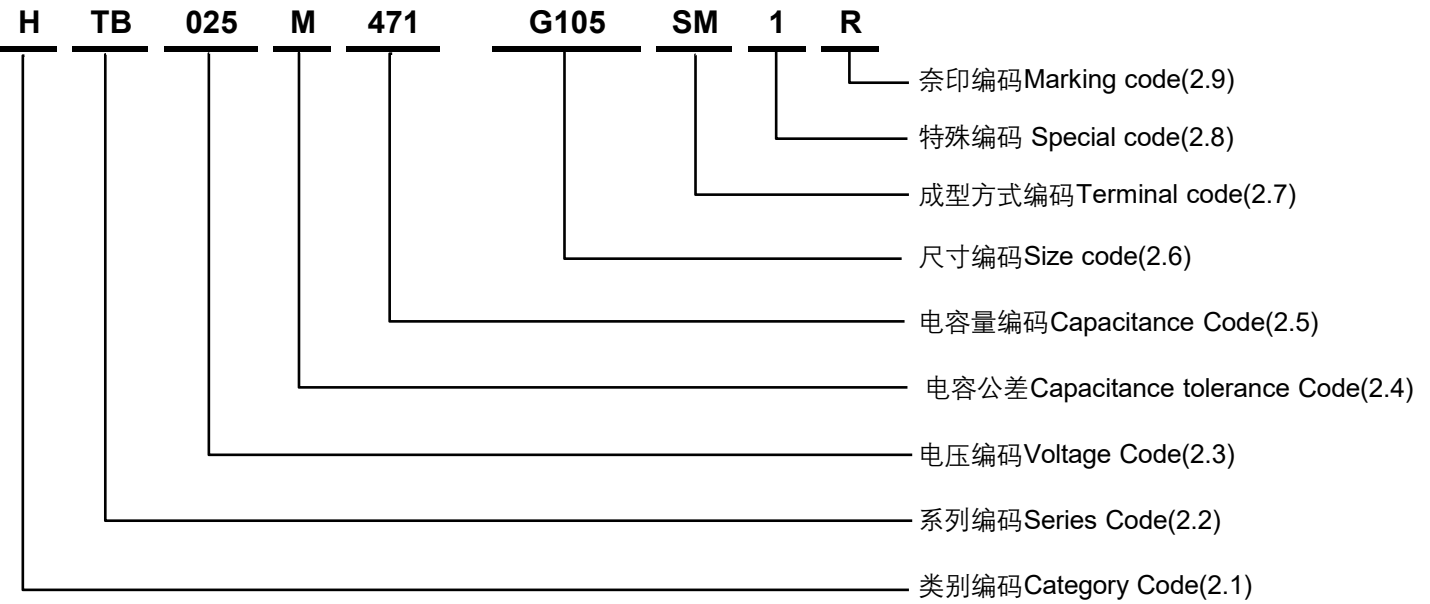 H TB 025 M 471 G105 SM 1 R
奈印编码Marking code(2.9)
特殊编码 Special code(2.8)
成型方式编码Terminal code(2.7)
尺寸编码Size code(2.6)
电容量编码Capacitance Code(2.5)
电容公差Capacitance tolerance Code(2.4)
电压编码Voltage Code(2.3)
系列编码Series Code(2.2)
类别编码Category Code(2.1)